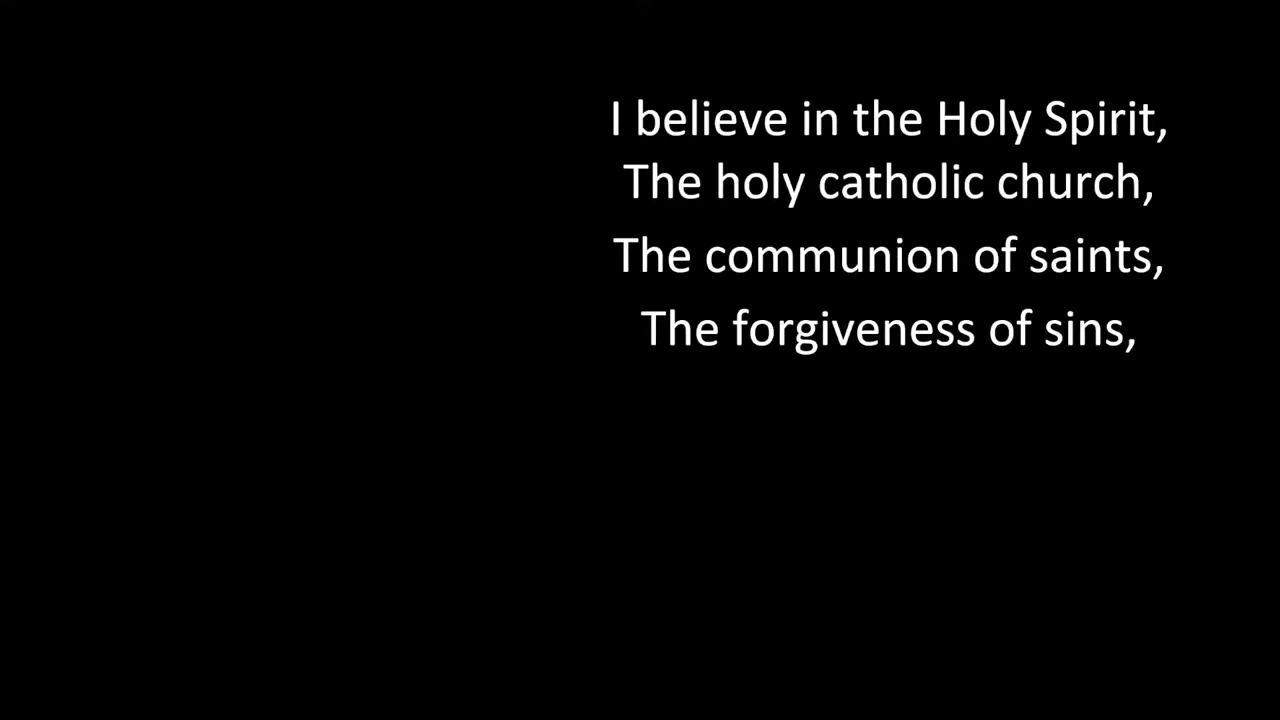 I believe in the Holy Spirit,
The holy catholic church,
The communion of saints,
The forgiveness of sins,